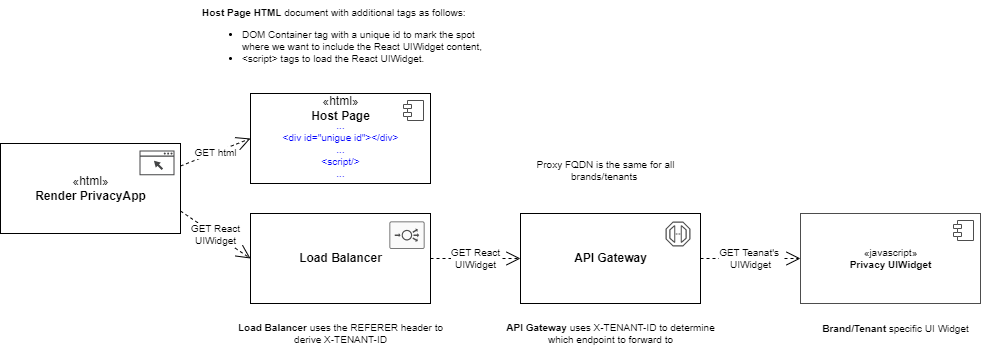 Host Page HTML document with additional tags as follows:
• DOM Container tag with a unique id to mark the spot
where we want to include the React UIWidget content,
• <script> tags to load the React UIWidget.
«html»
Host Page
...
<div id="unigue id"></div>
...
<script/>
...
GET html
«html»
Render PrivacyApp
Proxy FQDN is the same for all
brands/tenants
GET React
UIWidget
Load Balancer
GET React
UIWidget
API Gateway
GET Teanat's
UIWidget
«javascript»
Privacy UIWidget
Load Balancer uses the REFERER header to
derive X-TENANT-ID
API Gateway uses X-TENANT-ID to determine
which endpoint to forward to
Brand/Tenant specific UI Widget